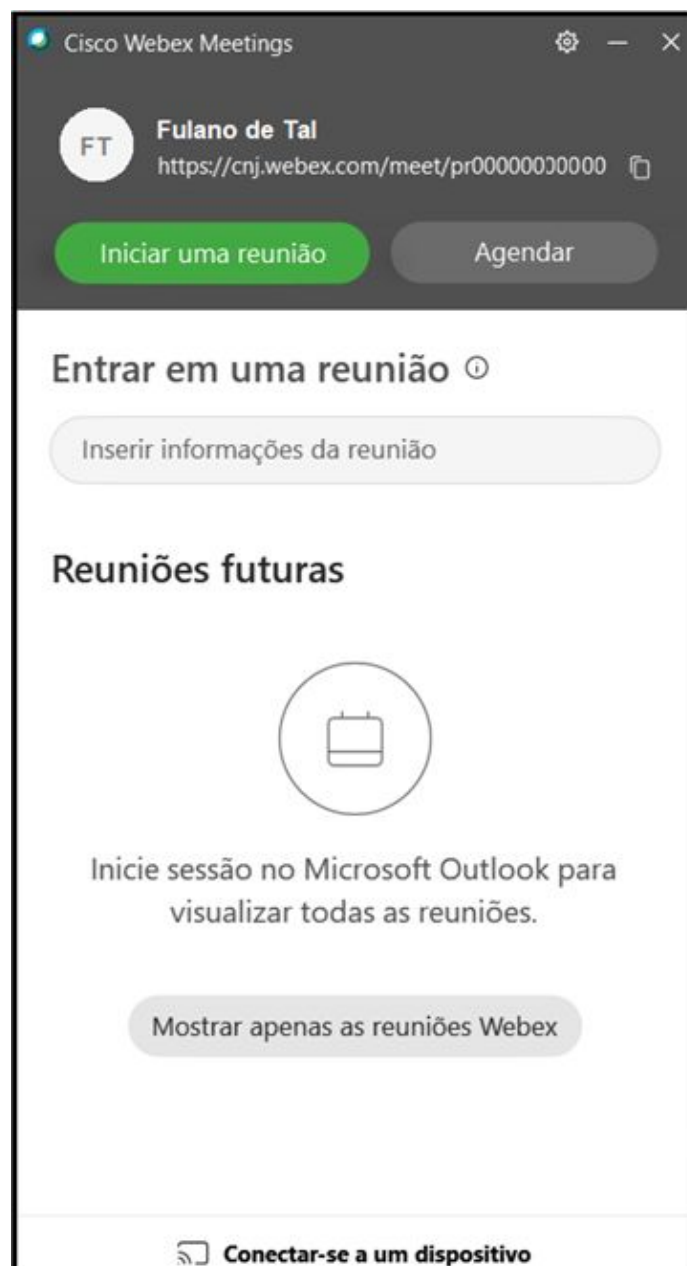 Cisco Webex Meetings
FT
Fulano de Tal
https://cnj.webex.com/meet/pr00000000000
Iniciar uma reunião
Agendar
Entrar em uma reunião
Inserir informações da reunião
Reuniões futuras
Inicie sessão no Microsoft Outlook para
visualizar todas as reuniões.
Mostrar apenas as reuniões Webex
Conectar-se a um dispositivo